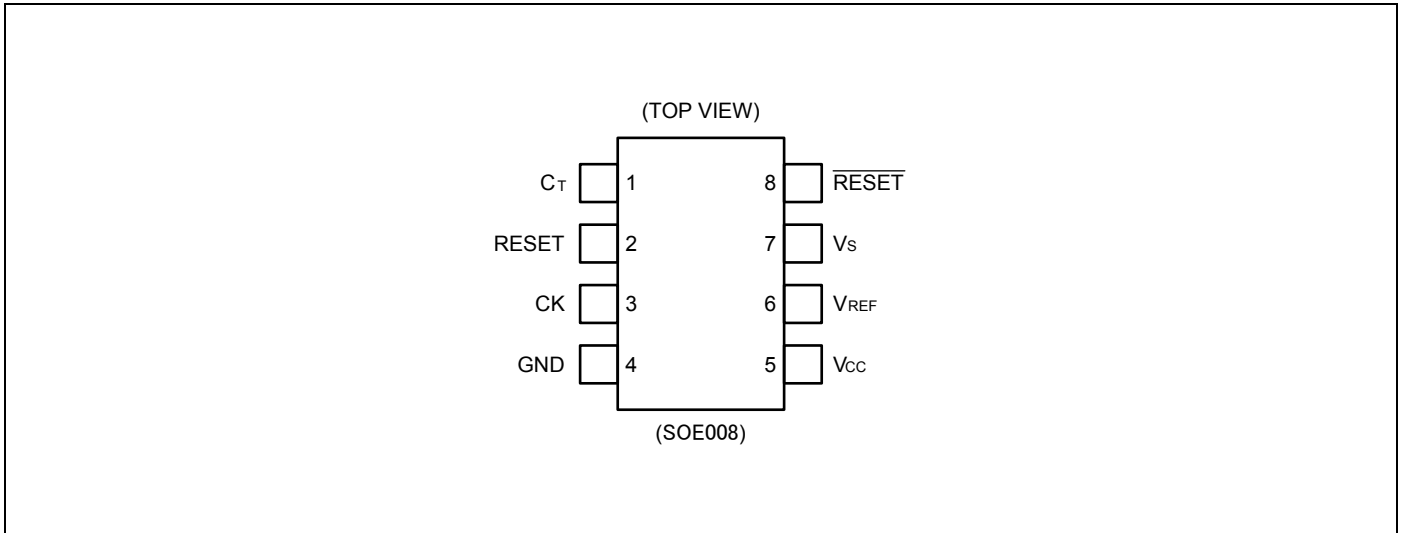 (TOP VIEW)
CT 1 8 RESET
RESET 2 7 VS
CK 3 6 VREF
GND 4 5 VCC
(SOE008)